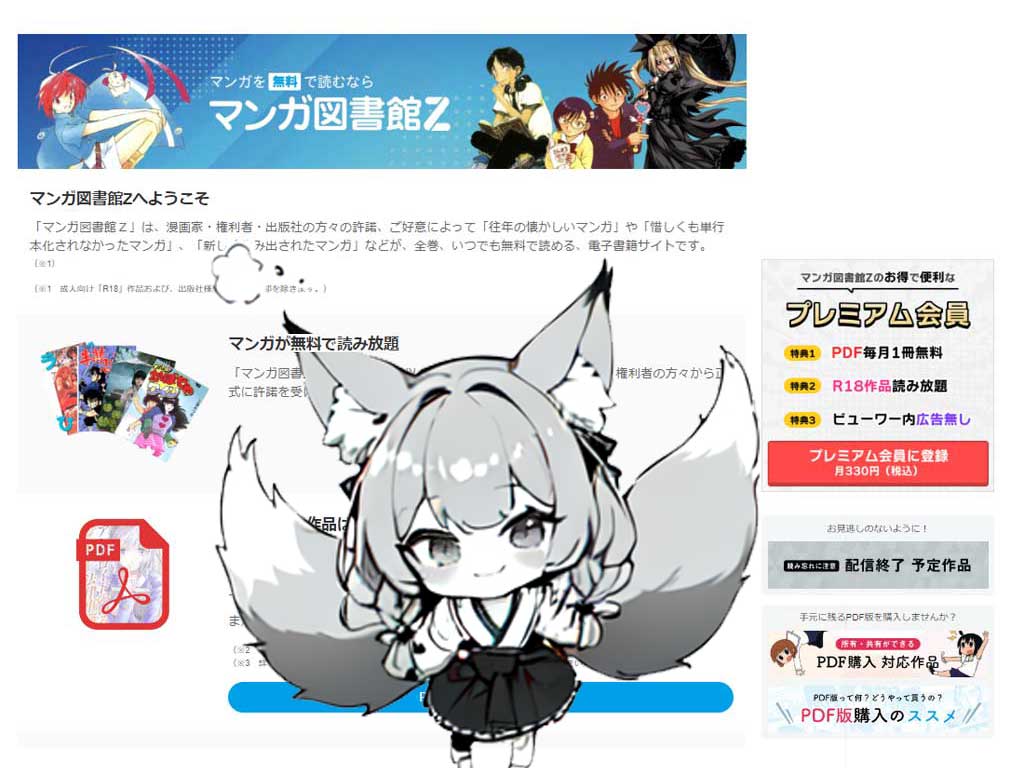 マンガを無料で読むなら
マンガ図書館Z
マンガ図書館Zへようこそ
「マンガ図書館Z」は、漫画家・権利者・出版社の方々の許諾、ご好意によって「往年の懐かしいマンガ」や「惜しくも単行
本化されなかったマンガ」、「新し み出されたマンガ」などが、全巻、いつでも無料で読める、電子書籍サイトです。
(※1)
(※1 成人向け「R18」作品および、出版社様 を除きます。)
マンガが無料で読み放題
「マンガ図書 権利者の方々から正
式に許諾を受け
作品は
PDF
ま
(※2
(※3
マンガ図書館Zのお得で便利な
プレミアム会員
特典1 PDF毎月1冊無料
特典2 R18作品読み放題
特典3 ビューワー内広告無し
プレミアム会員に登録
月330円(税込)
お見逃しのないように!
読み忘れに注意 配信終了 予定作品
手元に残るPDF版を購入しませんか?
所有・共有ができる
PDF購入 対応作品
PDF版って何?どうやって買うの?
PDF版購入のススメ